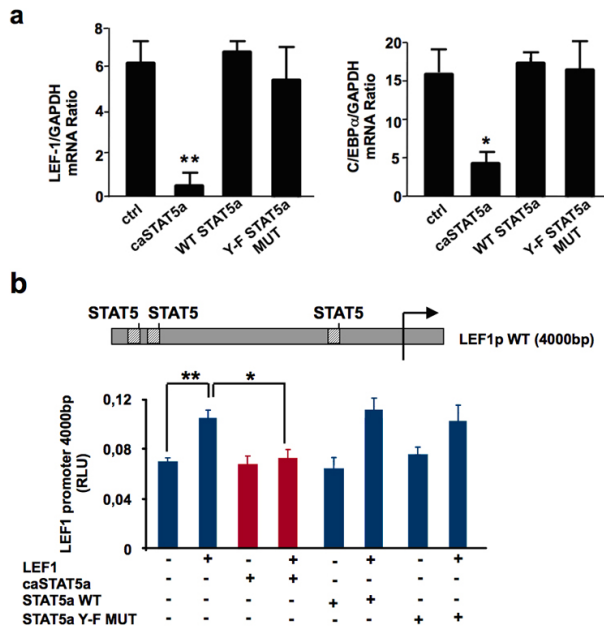 a
8
6
4
2
0
LEF-1/GAPDH
mRNA Ratio
**
ctrl
caSTAT5a
WT STAT5a
Y-F STAT5a
MUT
20
15
10
5
0
C/EBPα/GAPDH
mRNA Ratio
*
ctrl
caSTAT5a
WT STAT5a
Y-F STAT5a
MUT
b
STAT5 STAT5 STAT5
LEF1p WT (4000bp)
** *
0,12
0,08
0,04
0
LEF1 promoter 4000bp
(RLU)
LEF1 - + - + - + - +
caSTAT5a - - + + - - - -
STAT5a WT - - - - + + - -
STAT5a Y-F MUT - - - - - - + +